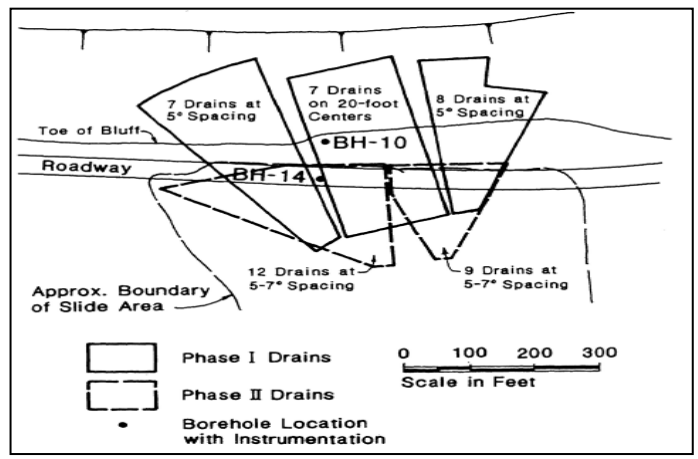 7 Drains
7 Drains at
5° Spacing
on 20-foot
Centers
8 Drains at
5° Spacing
Toe of Bluff
BH-10
Roadway
BH-14
12 Drains at
5-7° Spacing
9 Drains at
5-7° Spacing
Approx. Boundary
of Slide Area
Phase I Drains
Phase II Drains
Borehole Location
with Instrumentation
0 100 200 300
Scale in Feet